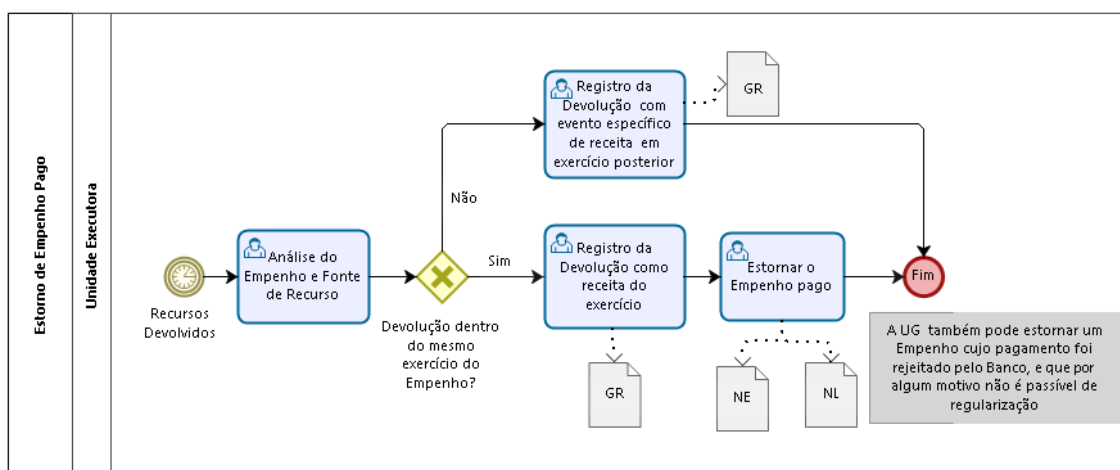 Estorno de Empenho Pago
Unidade Executora
Recursos
Devolvidos
Análise do
Empenho e Fonte
de Recurso
Devolução dentro
do mesmo
exercício do
Empenho?
Não
Sim
Registro da
Devolução com
evento específico
de receita em
exercício posterior
GR
Registro da
Devolução como
receita do
exercício
GR
Estornar o
Empenho pago
NE
NL
Fim
A UG também pode estornar um
Empenho cujo pagamento foi
rejeitado pelo Banco, e que por
algum motivo não é passível de
regularização